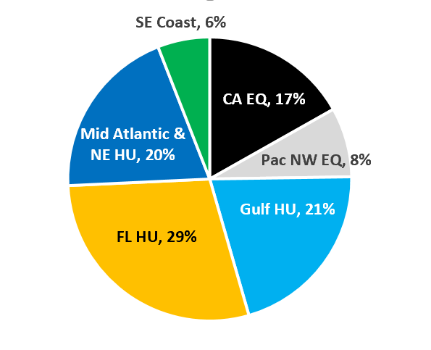 SE Coast, 6%
CA EQ, 17%
Mid Atlantic &
NE HU, 20%
Pac NW EQ, 8%
Gulf HU, 21%
FL HU, 29%